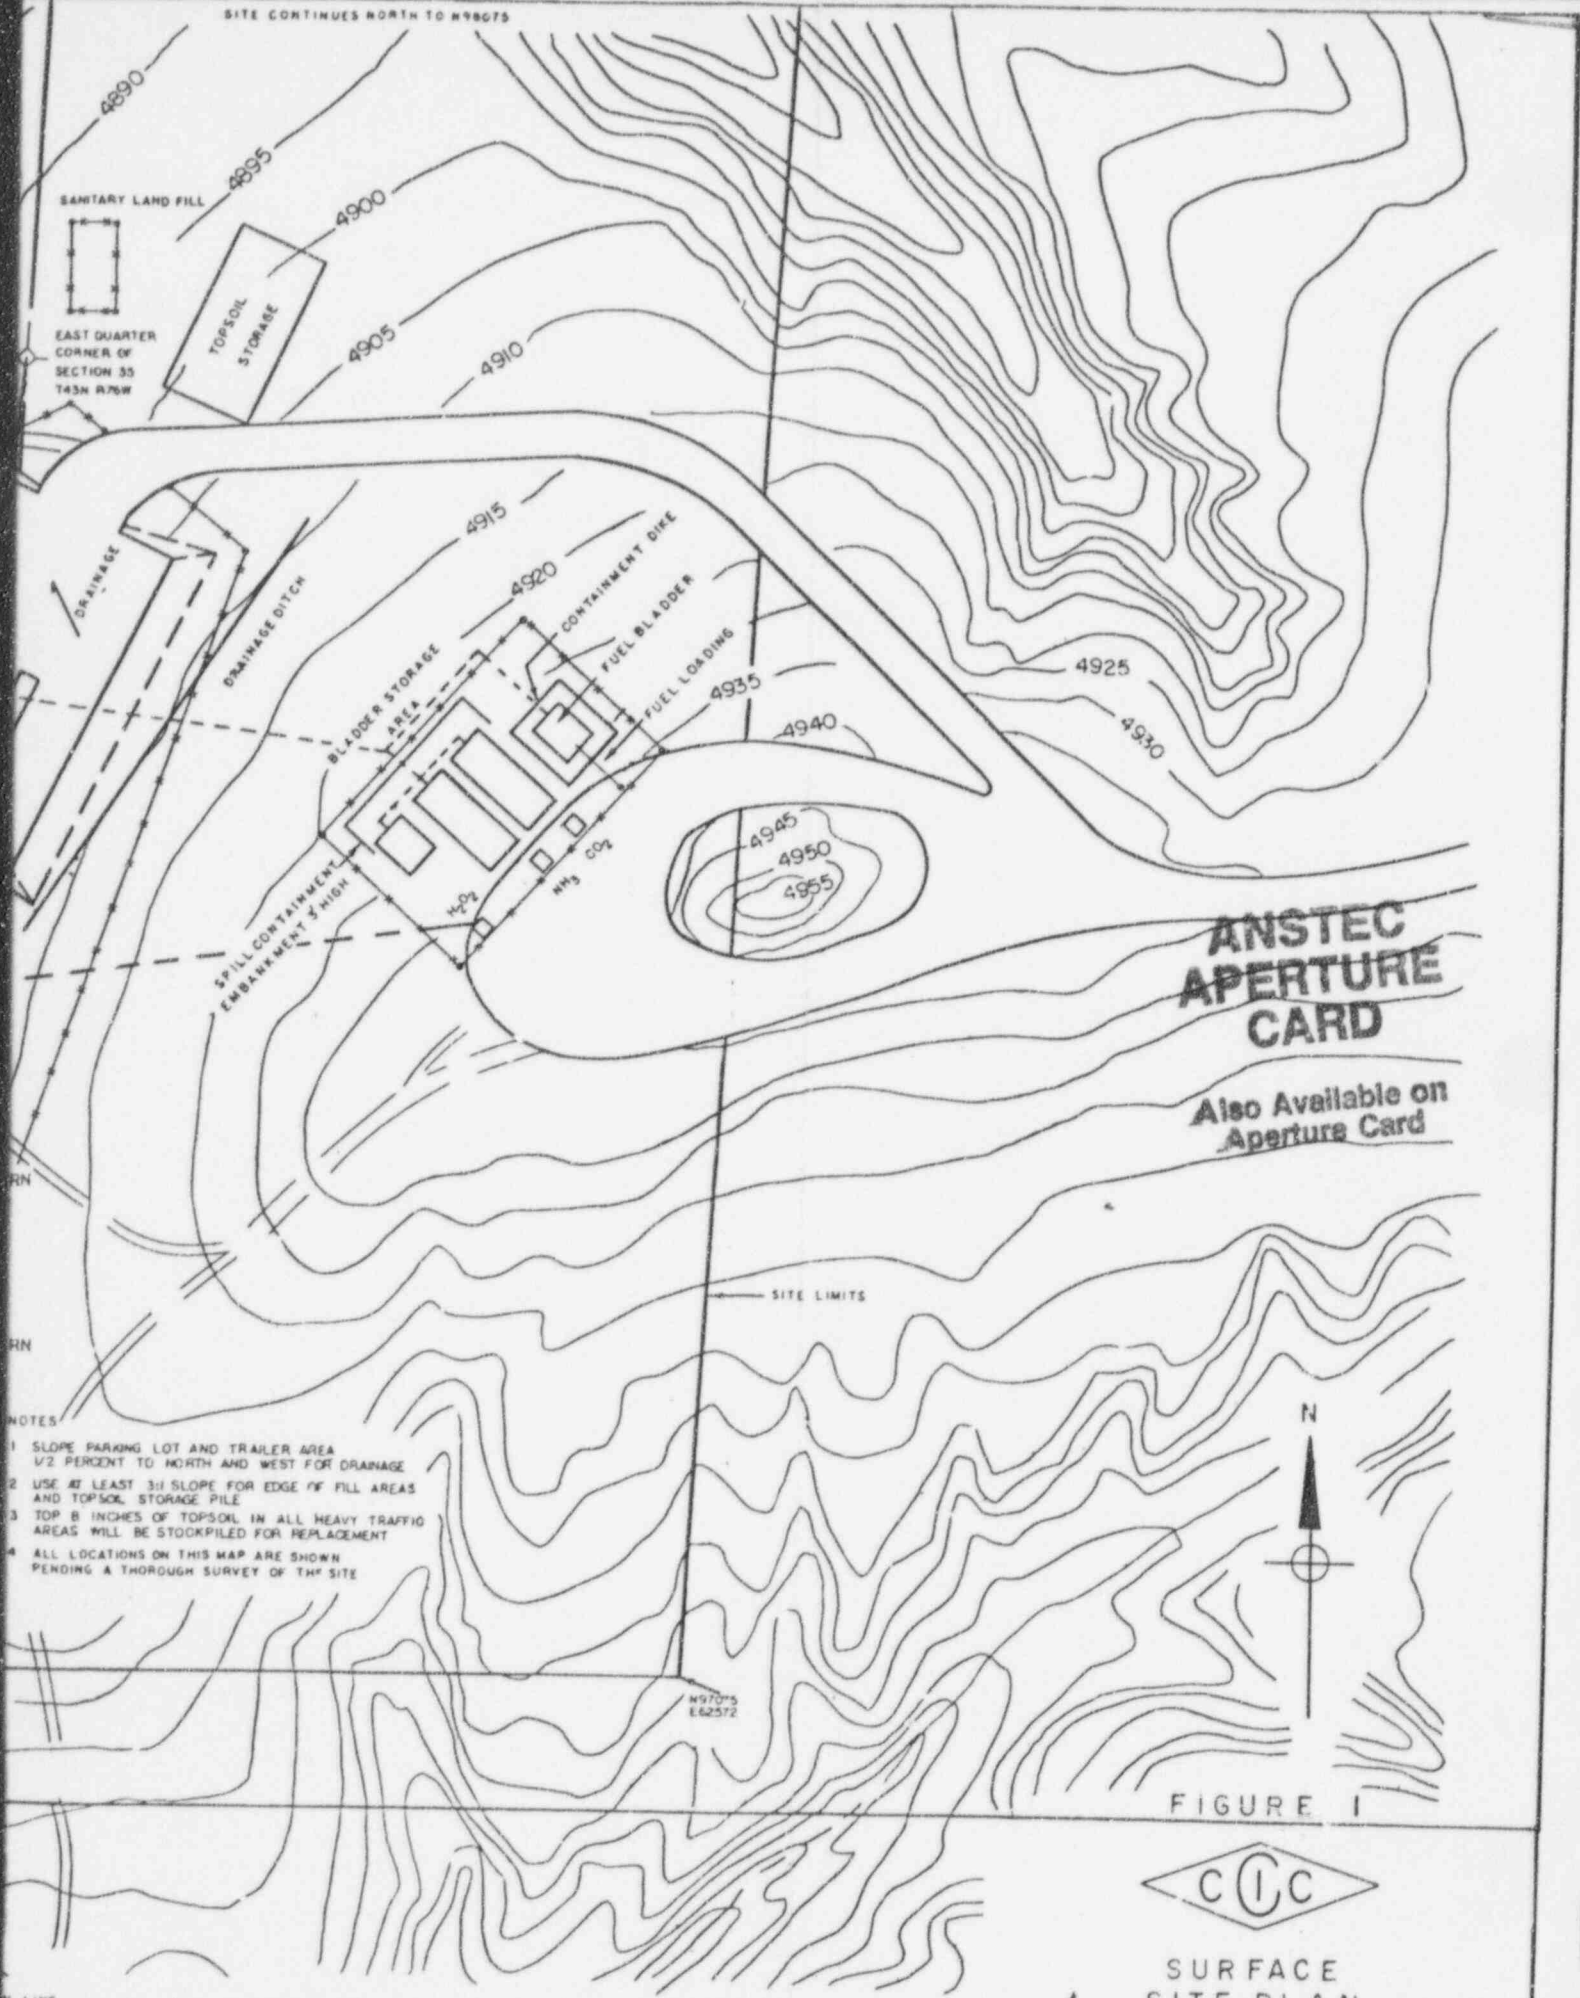 SITE CONTINUES NORTH TO N98075
4890
4895
SANITARY LAND FILL
4900
TOPSOIL
STORAGE
EAST QUARTER
CORNER OF
SECTION 35
T43N R76W
4905
4910
4915
4920
DRAINAGE
DRAINAGE DITCH
CONTAINMENT DIKE
FUEL BLADDER
FUEL LOADING
BLADDER STORAGE
AREA
4925
4935
4930
4940
4945
4950
4955
CO2
NH3
H2O2
SPILL CONTAINMENT
EMBANKMENT 3' HIGH
ANSTEC
APERTURE
CARD
Also Available on
Aperture Card
RN
SITE LIMITS
RN
N
NOTES
1 SLOPE PARKING LOT AND TRAILER AREA
1/2 PERCENT TO NORTH AND WEST FOR DRAINAGE
2 USE AT LEAST 3:1 SLOPE FOR EDGE OF FILL AREAS
AND TOPSOIL STORAGE PILE
3 TOP 8 INCHES OF TOPSOIL IN ALL HEAVY TRAFFIC
AREAS WILL BE STOCKPILED FOR REPLACEMENT
4 ALL LOCATIONS ON THIS MAP ARE SHOWN
PENDING A THOROUGH SURVEY OF THE SITE
E62572
FIGURE 1
CIC
SURFACE
SITE PLAN